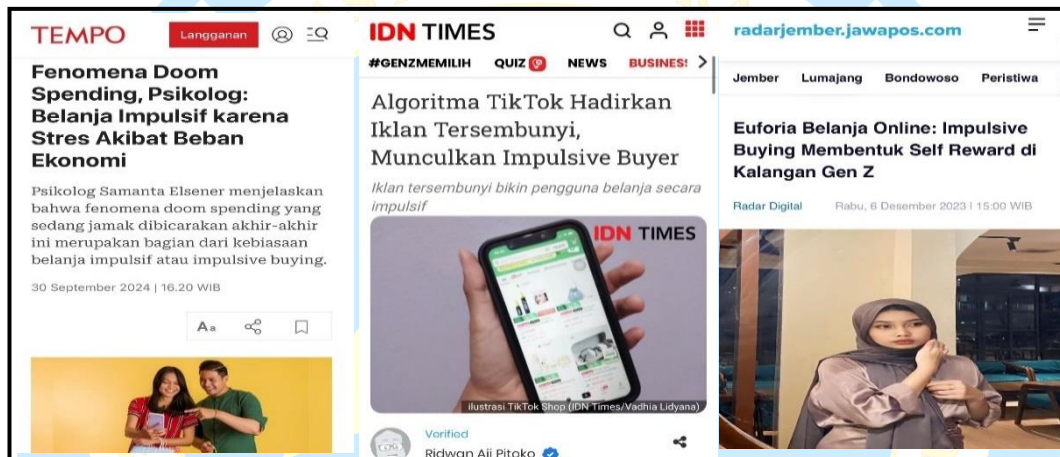 TEMPO
Langganan
Fenomena Doom
Spending, Psikolog:
Belanja Impulsif karena
Stres Akibat Beban
Ekonomi
Psikolog Samanta Elsener menjelaskan
bahwa fenomena doom spending yang
sedang jamak dibicarakan akhir-akhir
ini merupakan bagian dari kebiasaan
belanja impulsif atau impulsive buying.
30 September 2024 | 16.20 WIB
Aa
IDN TIMES
#GENZMEMILIH QUIZ NEWS BUSINES:
Algoritma TikTok Hadirkan
Iklan Tersembunyi,
Munculkan Impulsive Buyer
Iklan tersembunyi bikin pengguna belanja secara
impulsif
IDN TIMES
ilustrasi TikTok Shop (IDN Times/Vadhia Lidyana)
Verified
Ridwan Aji Pitoko
radarjember.jawapos.com
Jember Lumajang Bondowoso Peristiwa
Euforia Belanja Online: Impulsive
Buying Membentuk Self Reward di
Kalangan Gen Z
Radar Digital Rabu, 6 Desember 2023 | 15:00 WIB